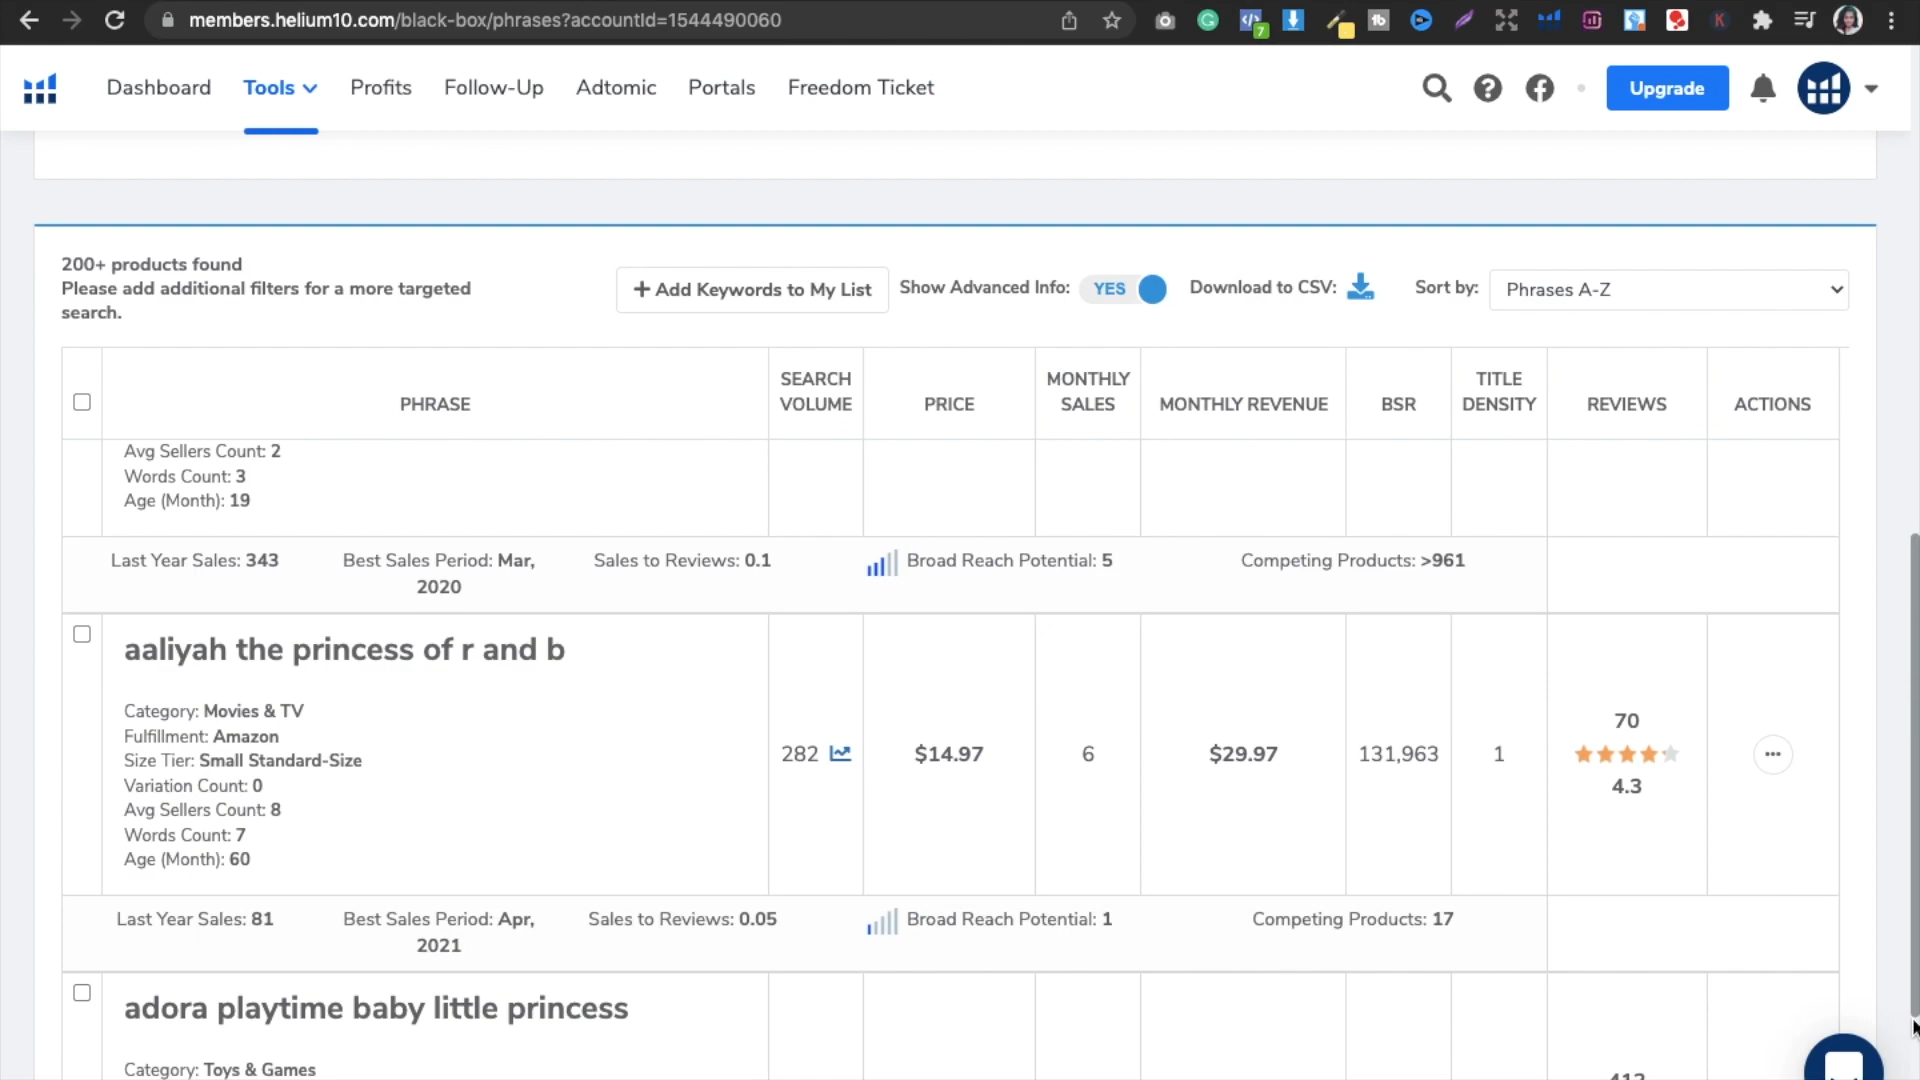 members.helium10.com/black-box/phrases?accountId=1544490060
7
Dashboard
Tools
Profits
Follow-Up
Adtomic
Portals
Freedom Ticket
Upgrade
200+ products found
Please add additional filters for a more targeted
search.
+ Add Keywords to My List
Show Advanced Info:
YES
Download to CSV:
Sort by:
Phrases A-Z
PHRASE
SEARCH
VOLUME
PRICE
MONTHLY
SALES
MONTHLY REVENUE
BSR
TITLE
DENSITY
REVIEWS
ACTIONS
Avg Sellers Count: 2
Words Count: 3
Age (Month): 19
Last Year Sales: 343
Best Sales Period: Mar,
2020
Sales to Reviews: 0.1
Broad Reach Potential: 5
Competing Products: >961
aaliyah the princess of r and b
Category: Movies & TV
Fulfillment: Amazon
Size Tier: Small Standard-Size
Variation Count: 0
Avg Sellers Count: 8
Words Count: 7
Age (Month): 60
282
$14.97
6
$29.97
131,963
1
70
4.3
Last Year Sales: 81
Best Sales Period: Apr,
2021
Sales to Reviews: 0.05
Broad Reach Potential: 1
Competing Products: 17
adora playtime baby little princess
Category: Toys & Games